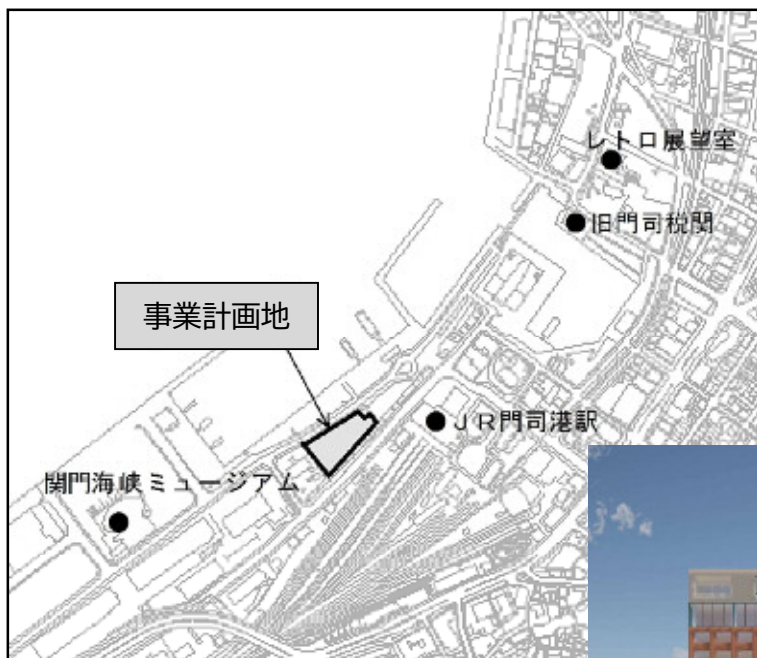 レトロ展望室
旧門司税関
事業計画地
ＪＲ門司港駅
関門海峡ミュージアム